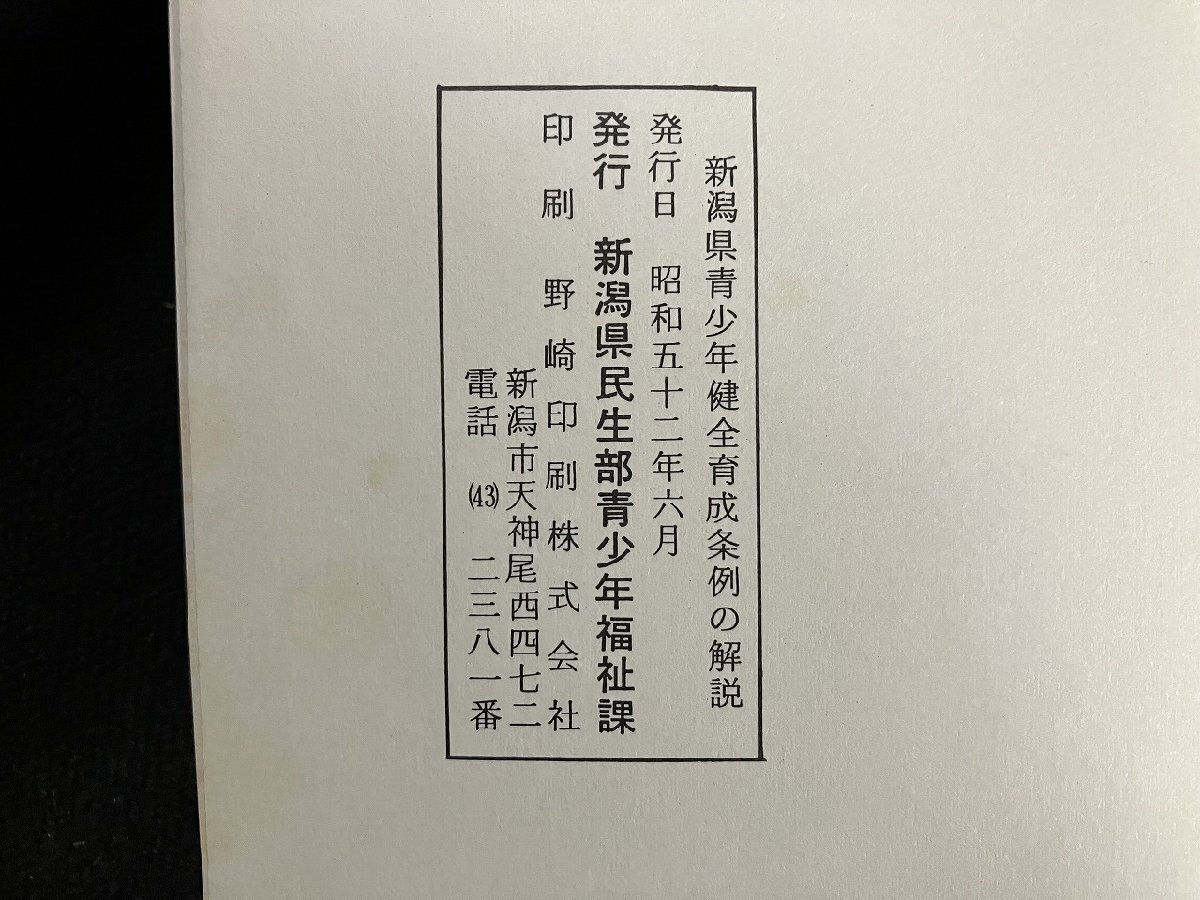 新潟県青少年健全育成条例の解説
発行日 昭和五十二年六月
発行 新潟県民生部青少年福祉課
印刷 野崎印刷株式会社
新潟市天神尾西四七二
電話 (43) 二三八一番